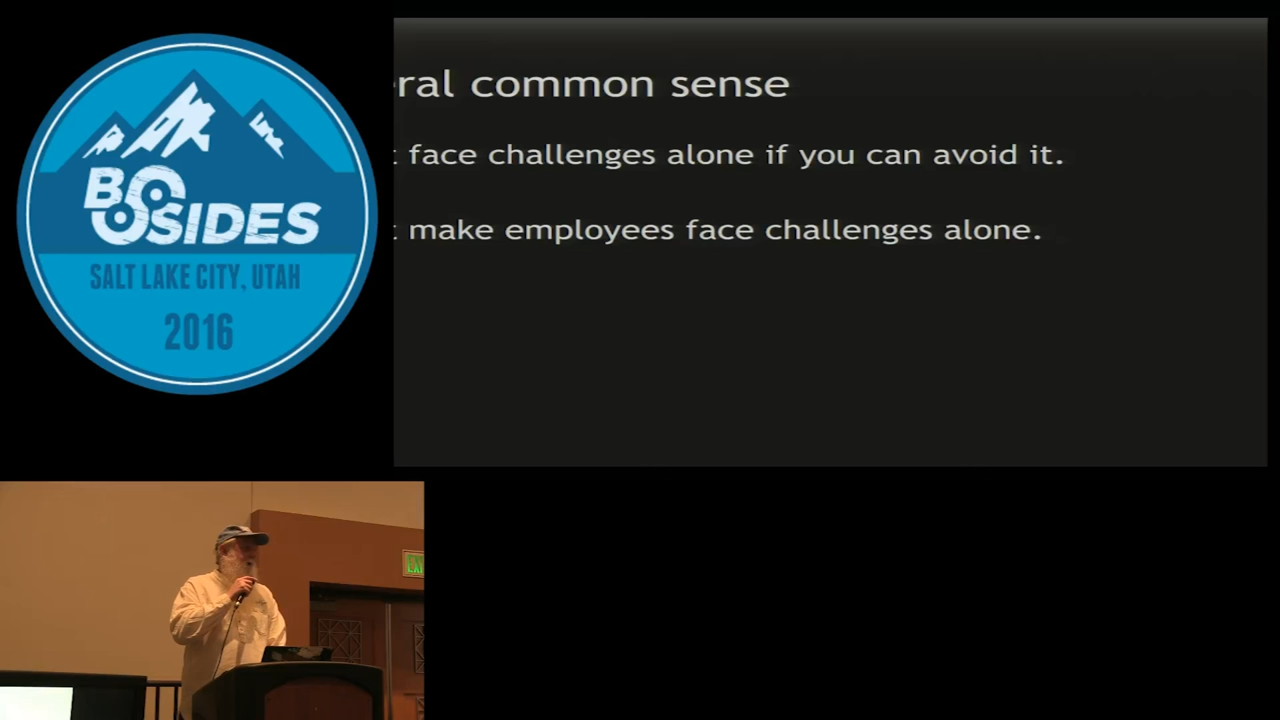 BSIDES
SALT LAKE CITY, UTAH
2016
ral common sense
face challenges alone if you can avoid it.
make employees face challenges alone.
EXI